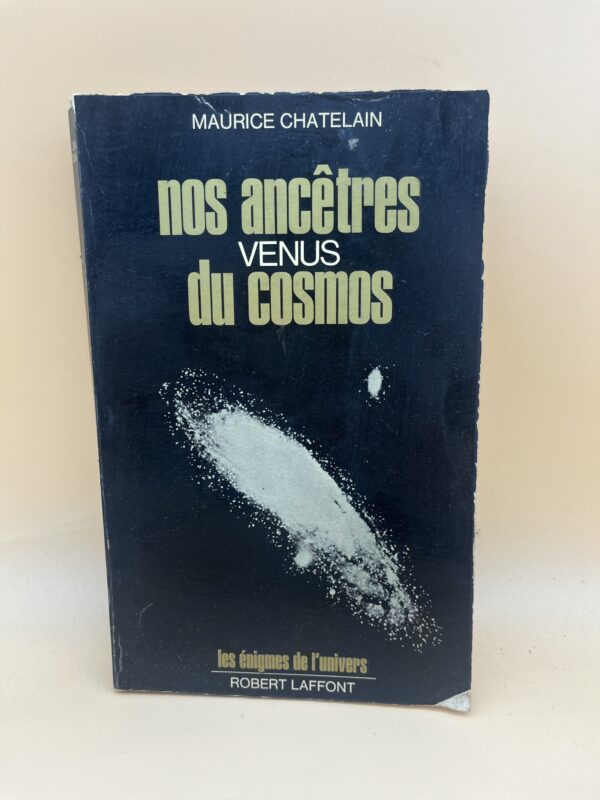 MAURICE CHATELAIN
nos ancêtres
VENUS
du cosmos
les énigmes de l'univers
ROBERT LAFFONT